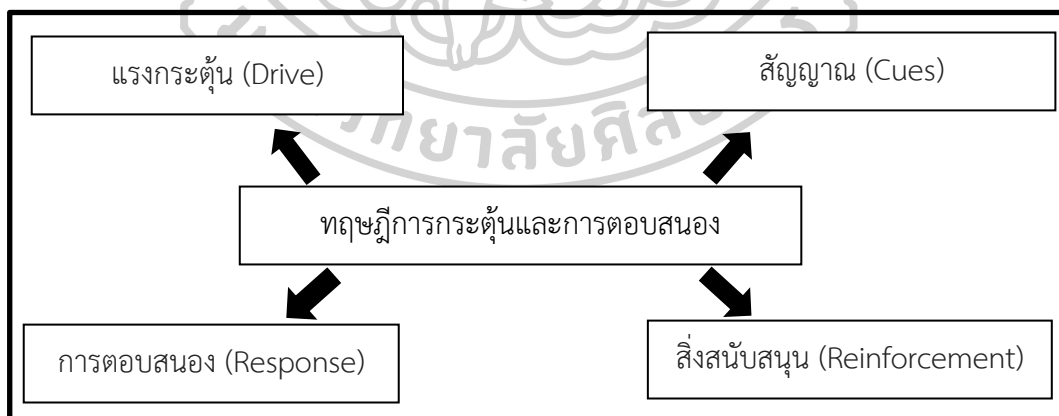 แรงกระตุ้น (Drive)
สัญญาณ (Cues)
ทฤษฎีการกระตุ้นและการตอบสนอง
การตอบสนอง (Response)
สิ่งสนับสนุน (Reinforcement)